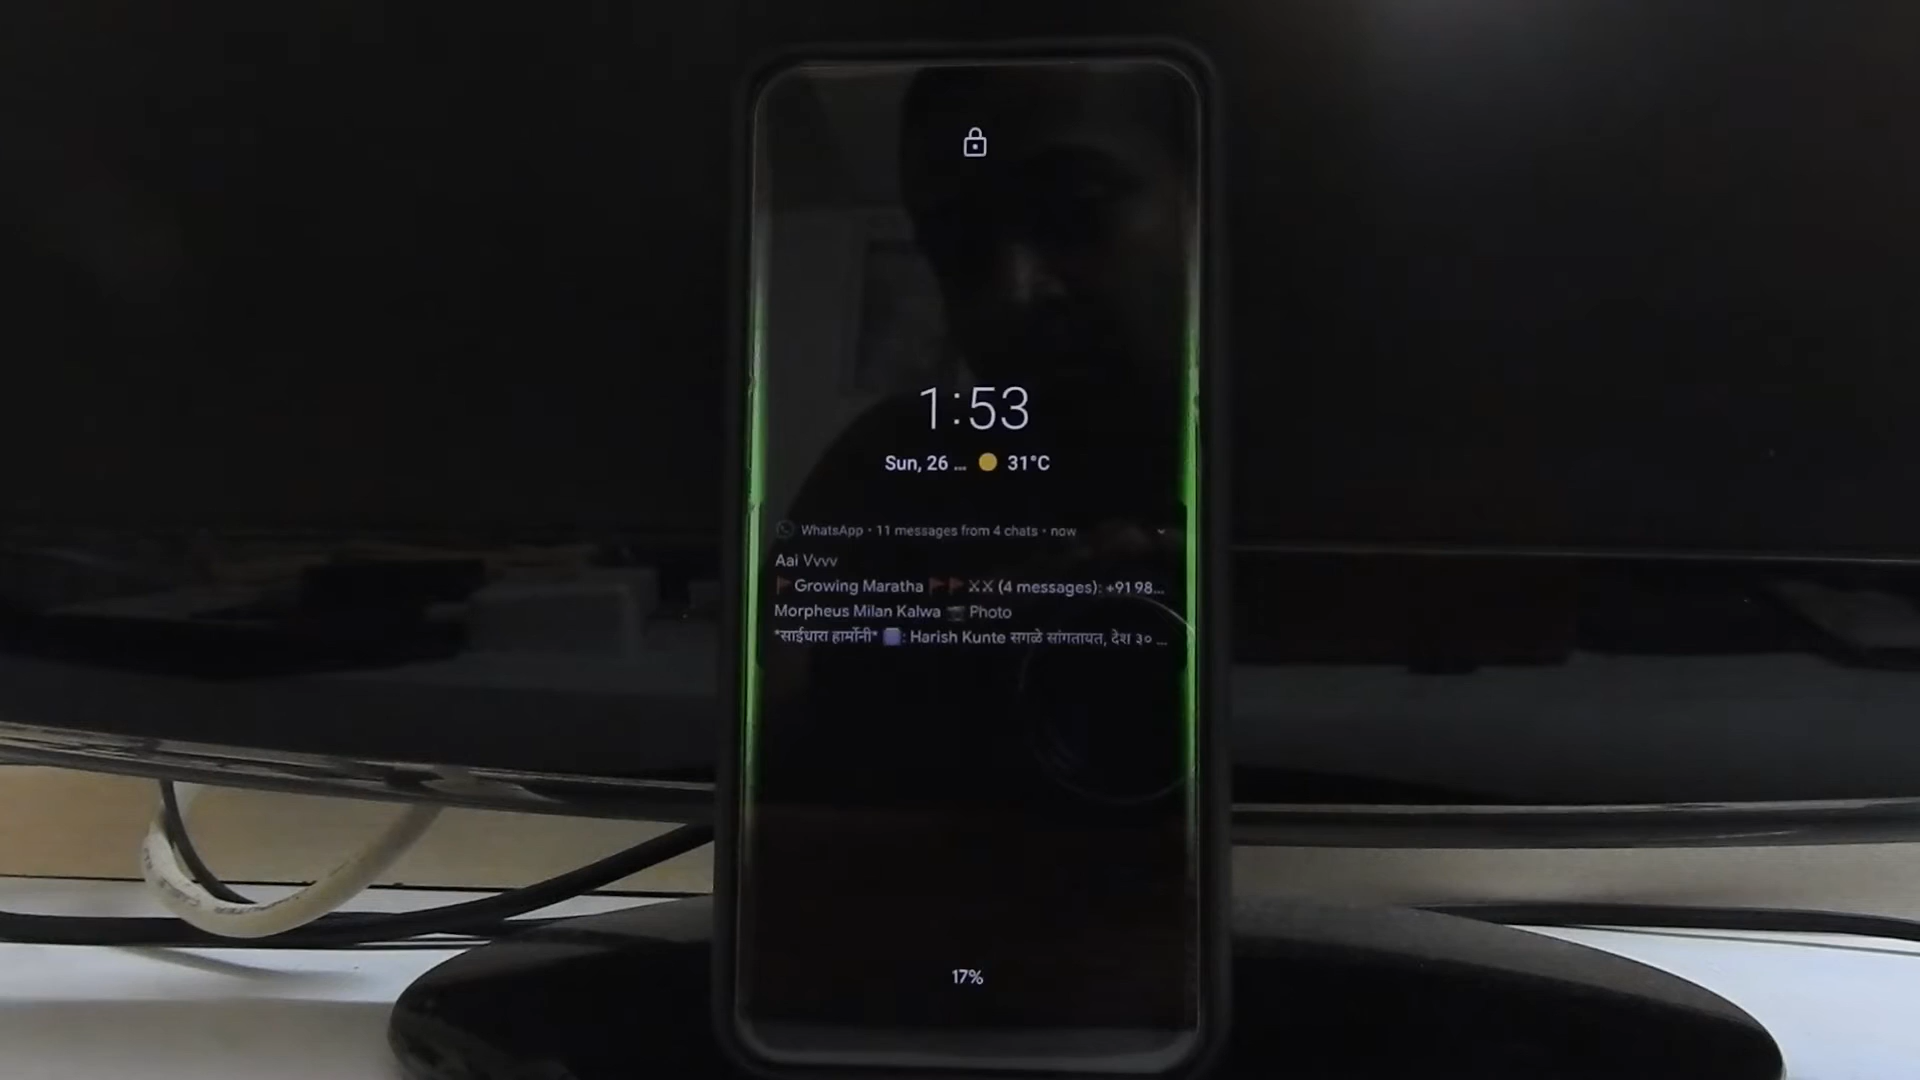 1:53
Sun, 26 ... 31°C
WhatsApp • 11 messages from 4 chats • now
Aai Vvvv
🚩Growing Maratha 🚩🚩⚔⚔ (4 messages): +91 98...
Morpheus Milan Kalwa 📷 Photo
*साईधारा हार्मोनी* : Harish Kunte सगळे सांगतायत, देश ३० ...
17%